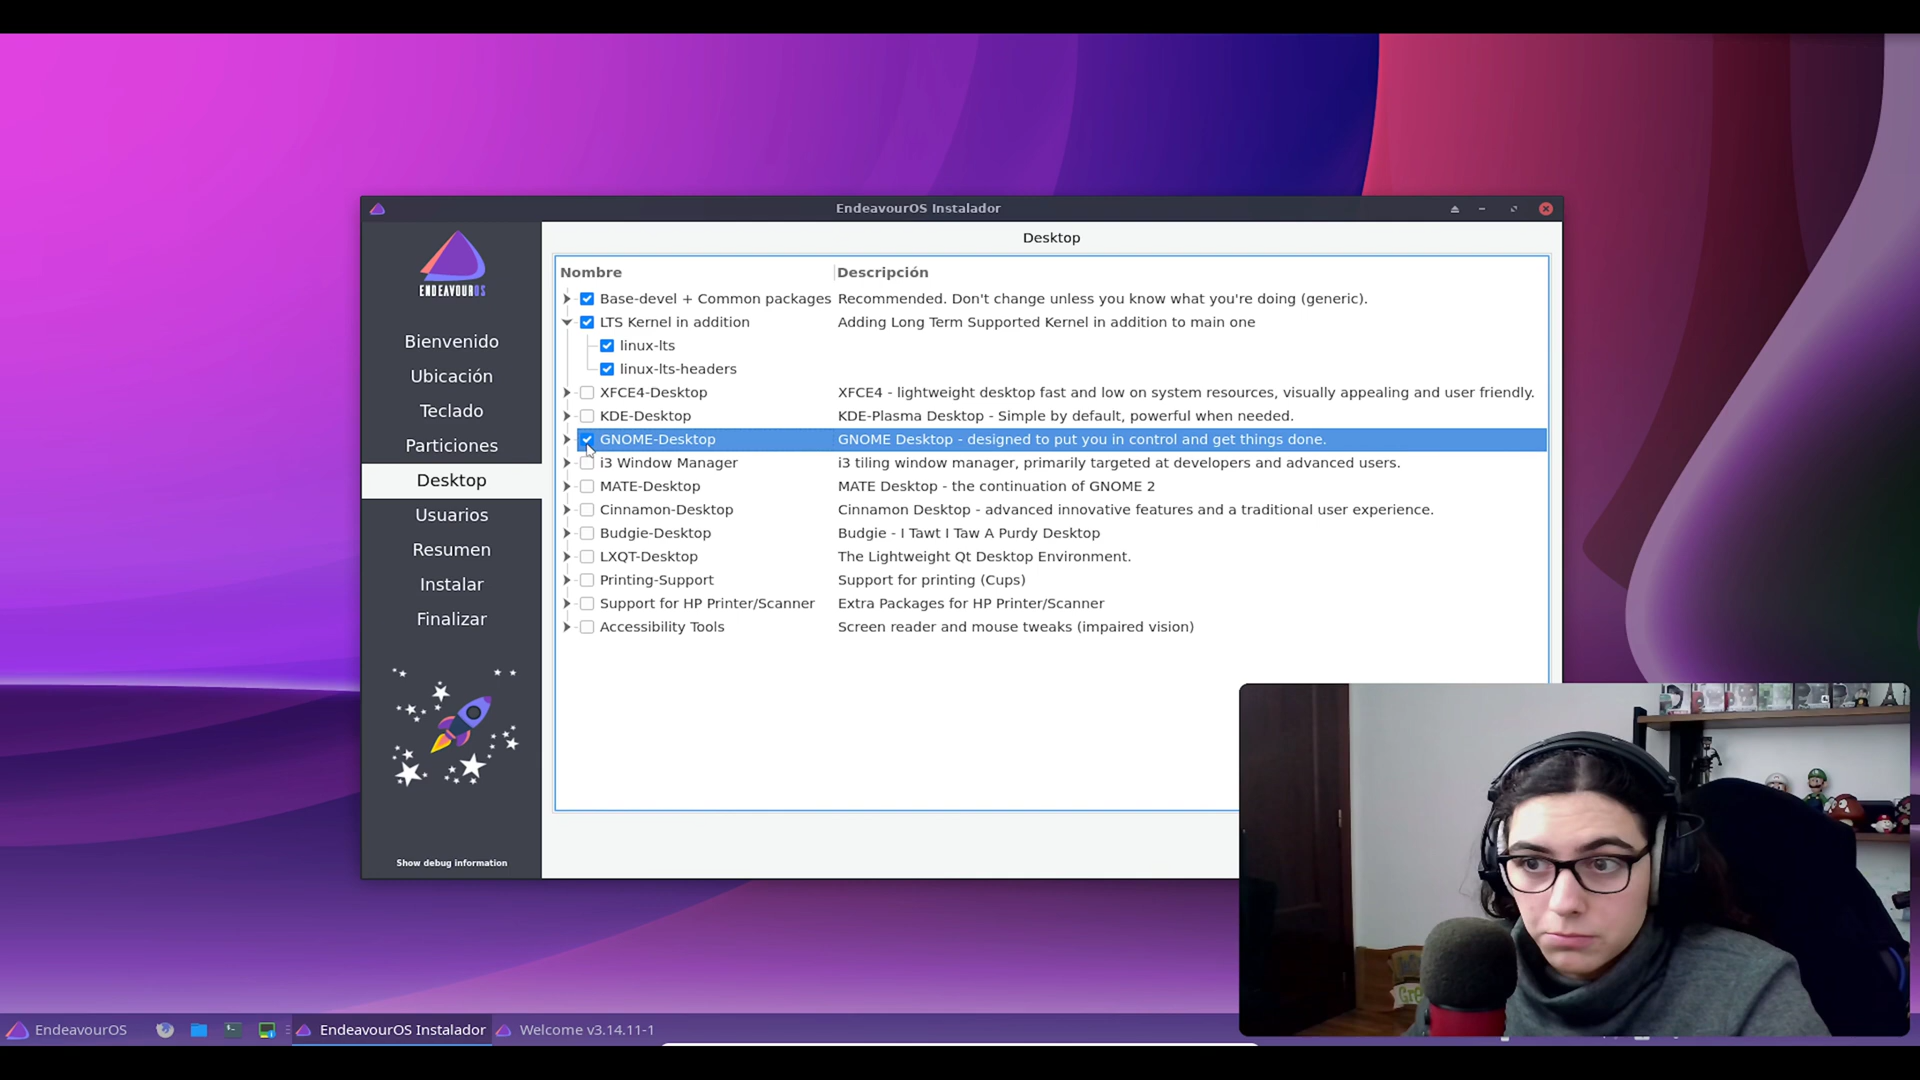 EndeavourOS Instalador
ENDEAVOUROS
Bienvenido
Ubicación
Teclado
Particiones
Desktop
Usuarios
Resumen
Instalar
Finalizar
Show debug information
Desktop
Nombre Descripción
Base-devel + Common packages Recommended. Don't change unless you know what you're doing (generic).
LTS Kernel in addition Adding Long Term Supported Kernel in addition to main one
linux-lts
linux-lts-headers
XFCE4-Desktop XFCE4 - lightweight desktop fast and low on system resources, visually appealing and user friendly.
KDE-Desktop KDE-Plasma Desktop - Simple by default, powerful when needed.
GNOME-Desktop GNOME Desktop - designed to put you in control and get things done.
i3 Window Manager i3 tiling window manager, primarily targeted at developers and advanced users.
MATE-Desktop MATE Desktop - the continuation of GNOME 2
Cinnamon-Desktop Cinnamon Desktop - advanced innovative features and a traditional user experience.
Budgie-Desktop Budgie - I Tawt I Taw A Purdy Desktop
LXQT-Desktop The Lightweight Qt Desktop Environment.
Printing-Support Support for printing (Cups)
Support for HP Printer/Scanner Extra Packages for HP Printer/Scanner
Accessibility Tools Screen reader and mouse tweaks (impaired vision)
EndeavourOS EndeavourOS Instalador Welcome v3.14.11-1